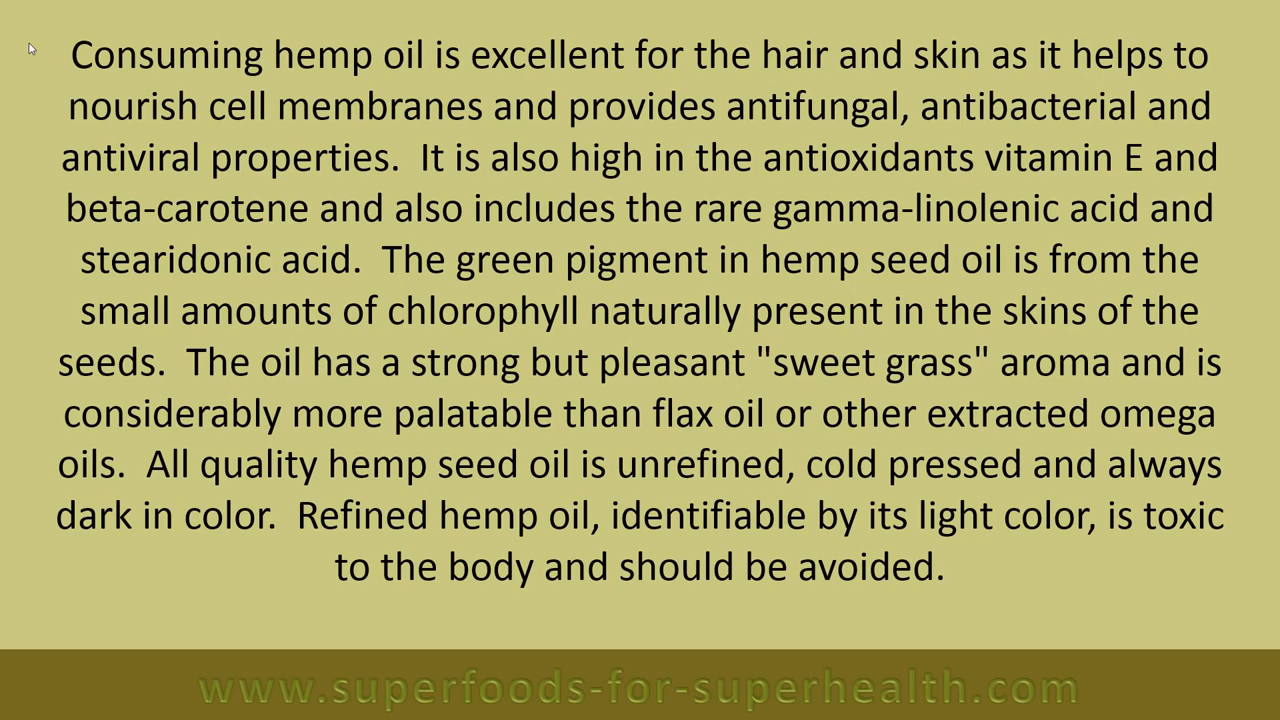 Consuming hemp oil is excellent for the hair and skin as it helps to
nourish cell membranes and provides antifungal, antibacterial and
antiviral properties.  It is also high in the antioxidants vitamin E and
beta-carotene and also includes the rare gamma-linolenic acid and
stearidonic acid.  The green pigment in hemp seed oil is from the
small amounts of chlorophyll naturally present in the skins of the
seeds.  The oil has a strong but pleasant "sweet grass" aroma and is
considerably more palatable than flax oil or other extracted omega
oils.  All quality hemp seed oil is unrefined, cold pressed and always
dark in color.  Refined hemp oil, identifiable by its light color, is toxic
to the body and should be avoided.
www.superfoods-for-superhealth.com